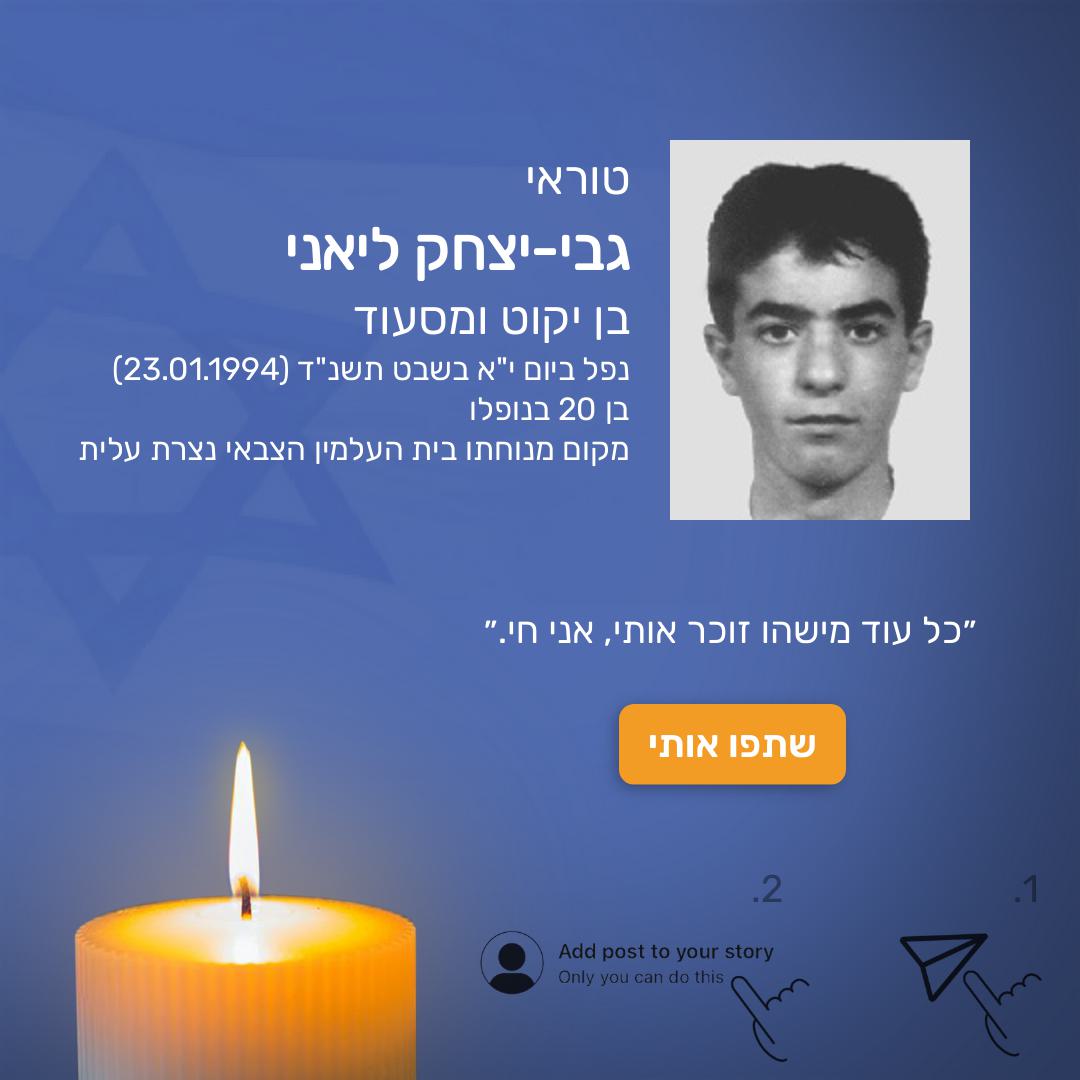 טוראי
גבי-יצחק ליאני
בן יקוט ומסעוד
נפל ביום י"א בשבט תשנ"ד (23.01.1994)
בן 20 בנופלו
מקום מנוחתו בית העלמין הצבאי נצרת עלית
"כל עוד מישהו זוכר אותי, אני חי."
שתפו אותי
.1
.2
Add post to your story
Only you can do this